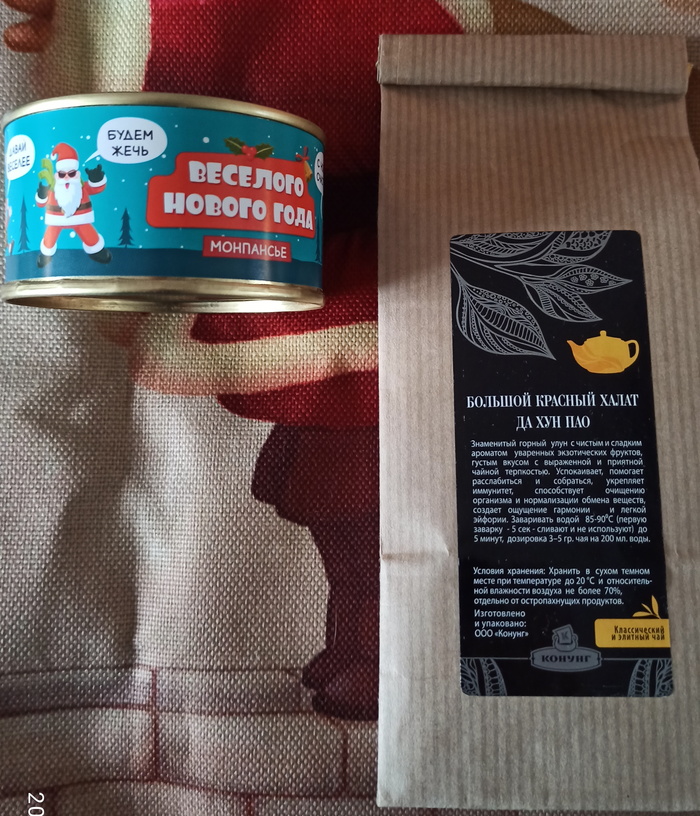 БУДЕМ
ЖЕЧЬ
ВЕСЕЛОГО
НОВОГО ГОДА
МОНПАНСЬЕ
БОЛЬШОЙ КРАСНЫЙ ХАЛАТ
ДА ХУН ПАО
Знаменитый горный улун с чистым и сладким
ароматом уваренных экзотических фруктов,
густым вкусом с выраженной и приятной
чайной терпкостью. Успокаивает, помогает
расслабиться и собраться, укрепляет
иммунитет, способствует очищению
организма и нормализации обмена веществ,
создает ощущение гармонии и легкой
эйфории. Заваривать водой 85-90°С (первую
заварку - 5 сек - сливают и не используют) до
5 минут, дозировка 3–5 гр. чая на 200 мл. воды.
Условия хранения: Хранить в сухом темном
месте при температуре до 20 °С и относитель-
ной влажности воздуха не более 70%,
отдельно от остропахнущих продуктов.
Изготовлено
и упаковано:
ООО «Конунг»
Классический
и элитный чай
КОНУНГ
20